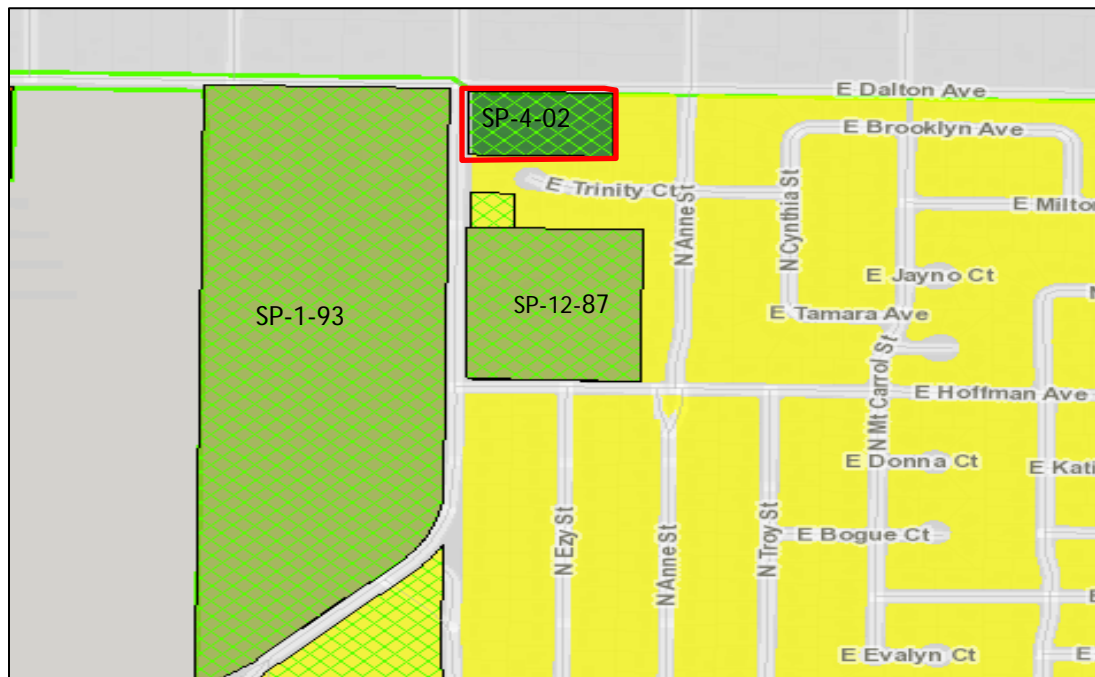 E Dalton Ave
SP-4-02
E Brooklyn Ave
E Trinity Ct
N Anne St
N Cynthia St
E Jayno Ct
SP-1-93
SP-12-87
E Tamara Ave
N Mt Carrol St
E Hoffman Ave
E Donna Ct
N Ezy St
N Anne St
N Troy St
E Bogue Ct
E Evalyn Ct